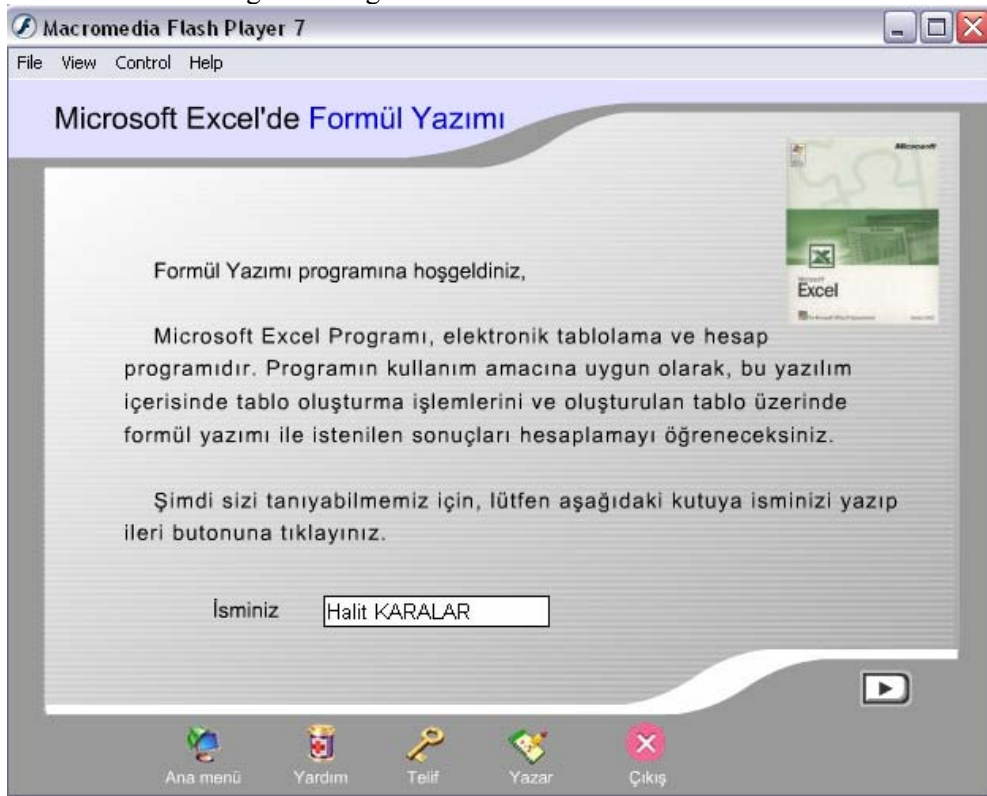 Macromedia Flash Player 7
File View Control Help
Microsoft Excel'de Formül Yazımı
Microsoft
Formül Yazımı programına hoşgeldiniz,
Excel
Microsoft Excel Programı, elektronik tablolama ve hesap
programıdır. Programın kullanım amacına uygun olarak, bu yazılım
içerisinde tablo oluşturma işlemlerini ve oluşturulan tablo üzerinde
formül yazımı ile istenilen sonuçları hesaplamayı öğreneceksiniz.
Şimdi sizi tanıyabilmemiz için, lütfen aşağıdaki kutuya isminizi yazıp
ileri butonuna tıklayınız.
İsminiz Halit KARALAR
Ana menü Yardım Telif Yazar Çıkış